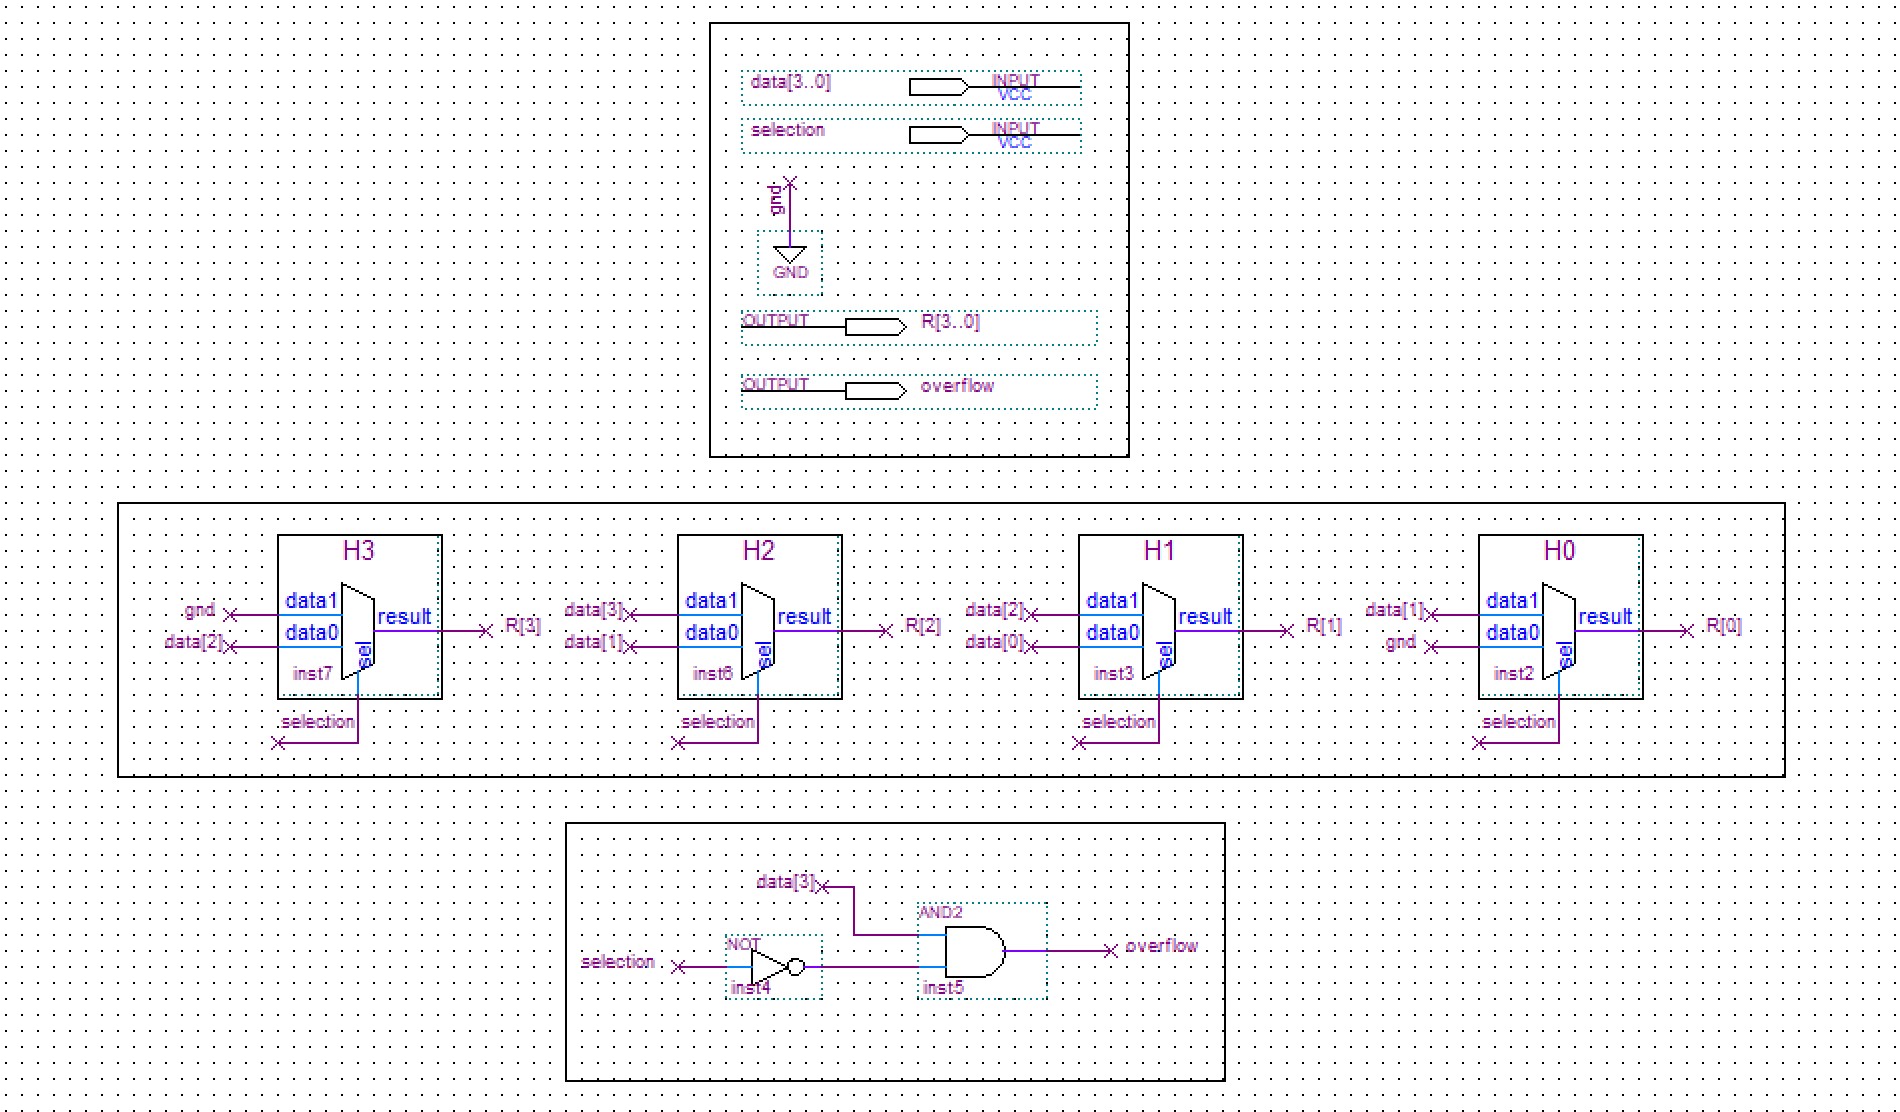 data[3..0] INPUT
VCC
selection INPUT
VCC
gnd
GND
OUTPUT R[3..0]
OUTPUT overflow
H3
gnd data1
result R[3]
data[2] data0
sel
inst7
selection
H2
data[3] data1
result R[2]
data[1] data0
sel
inst6
selection
H1
data[2] data1
result R[1]
data[0] data0
sel
inst3
selection
H0
data[1] data1
result R[0]
gnd data0
sel
inst2
selection
data[3]
AND2
NOT
overflow
selection
inst4
inst5